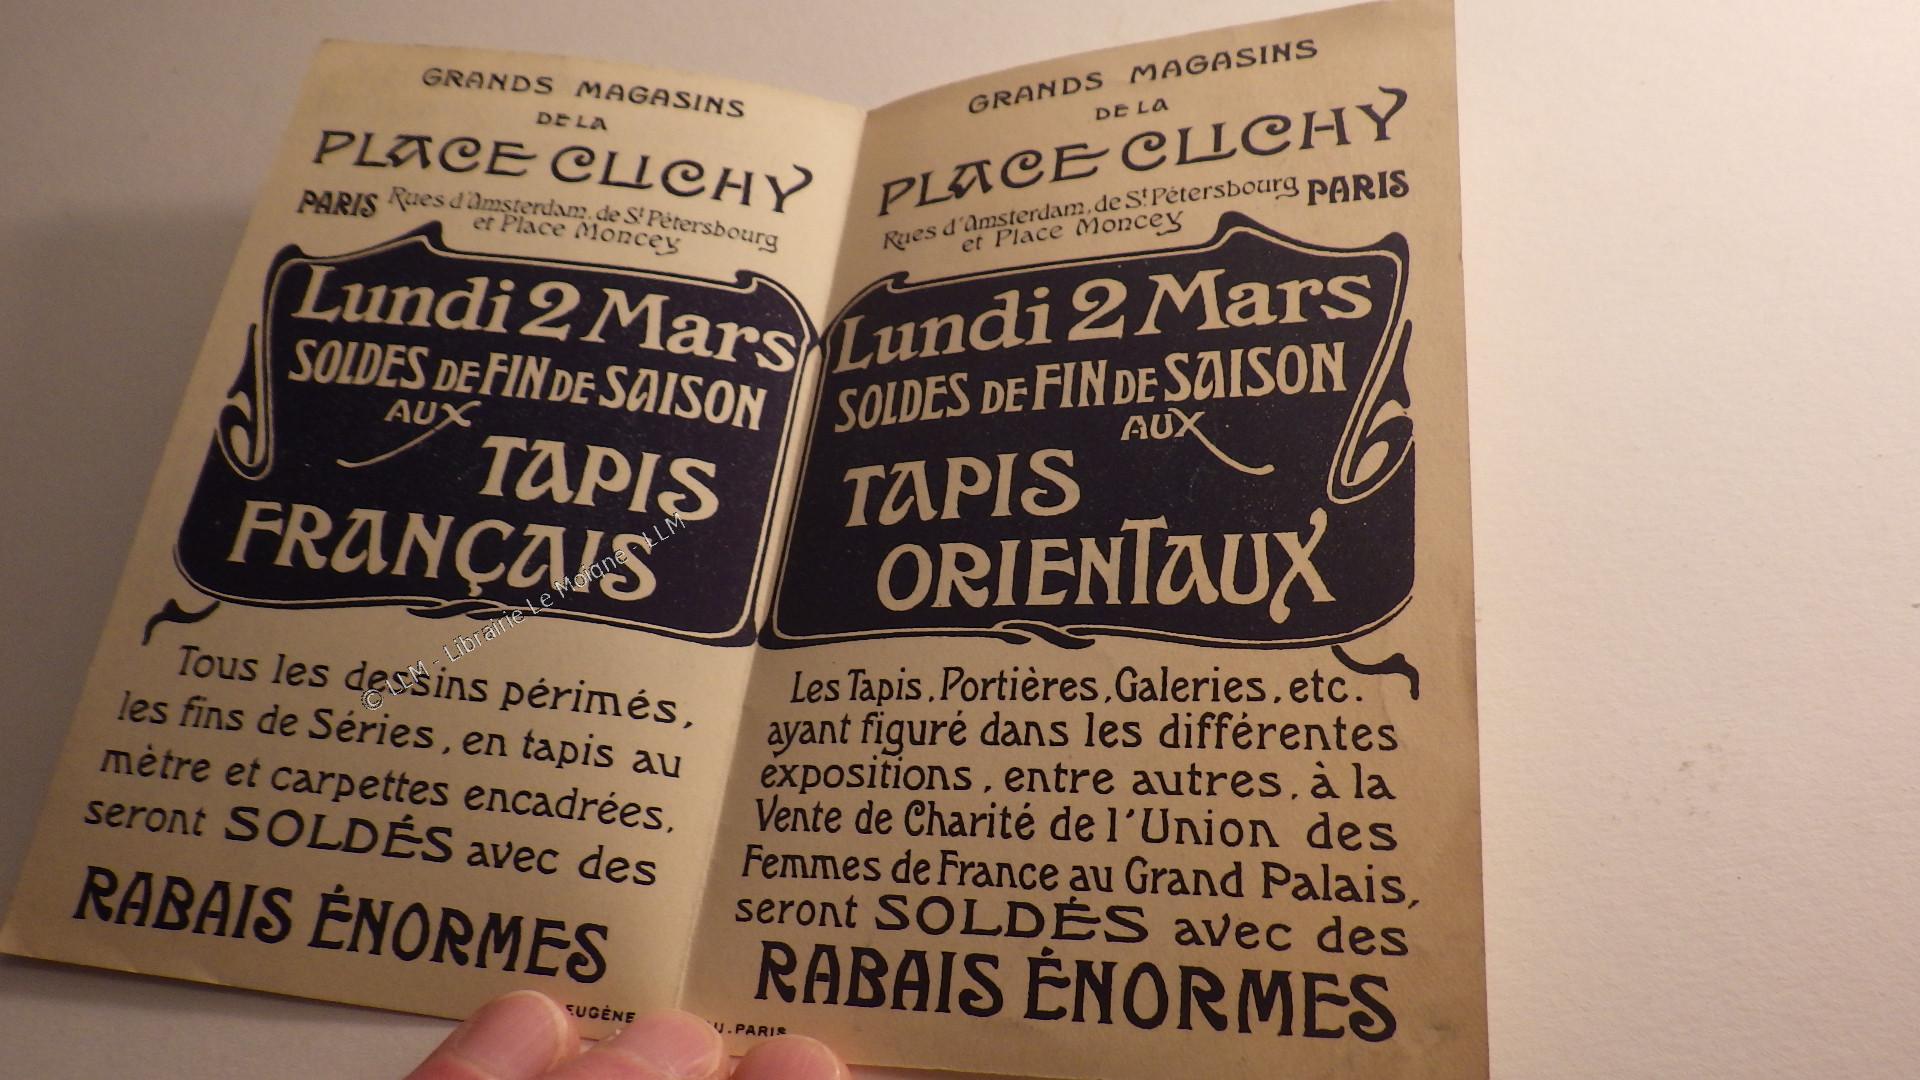 GRANDS MAGASINS
DE LA
PLACE CLICHY
PARIS Rues d'Amsterdam, de St Pétersbourg
et Place Moncey
Lundi 2 Mars
SOLDES DE FIN DE SAISON
AUX
TAPIS
FRANÇAIS
Tous les dessins périmés,
les fins de Séries, en tapis au
mètre et carpettes encadrées,
seront SOLDÉS avec des
RABAIS ÉNORMES
EUGÈNE
GRANDS MAGASINS
DE LA
PLACE CLICHY
Rues d'Amsterdam, de St Pétersbourg PARIS
et Place Moncey
Lundi 2 Mars
SOLDES DE FIN DE SAISON
AUX
TAPIS
ORIENTAUX
Les Tapis, Portières, Galeries, etc.
ayant figuré dans les différentes
expositions, entre autres, à la
Vente de Charité de l'Union des
Femmes de France au Grand Palais,
seront SOLDÉS avec des
RABAIS ÉNORMES
PARIS
© LLM - Librairie Le Moiane - LLM